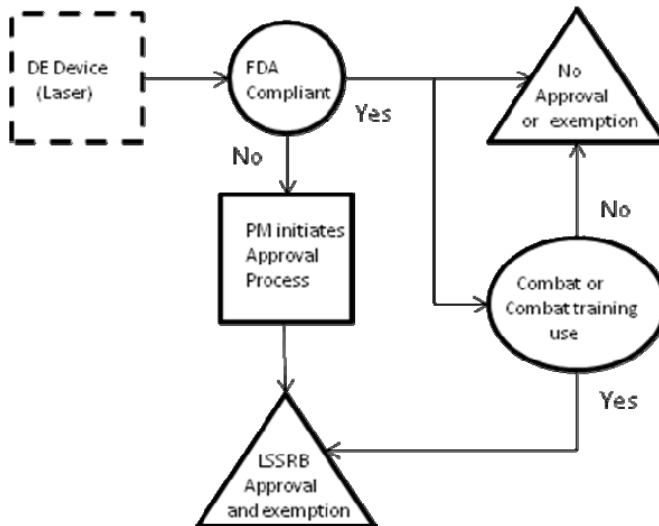 DE Device
(Laser)
FDA
Compliant
Yes
No
No
Approval
or exemption
PM initiates
Approval
Process
No
Combat or
Combat training
use
Yes
LSSRB
Approval
and exemption